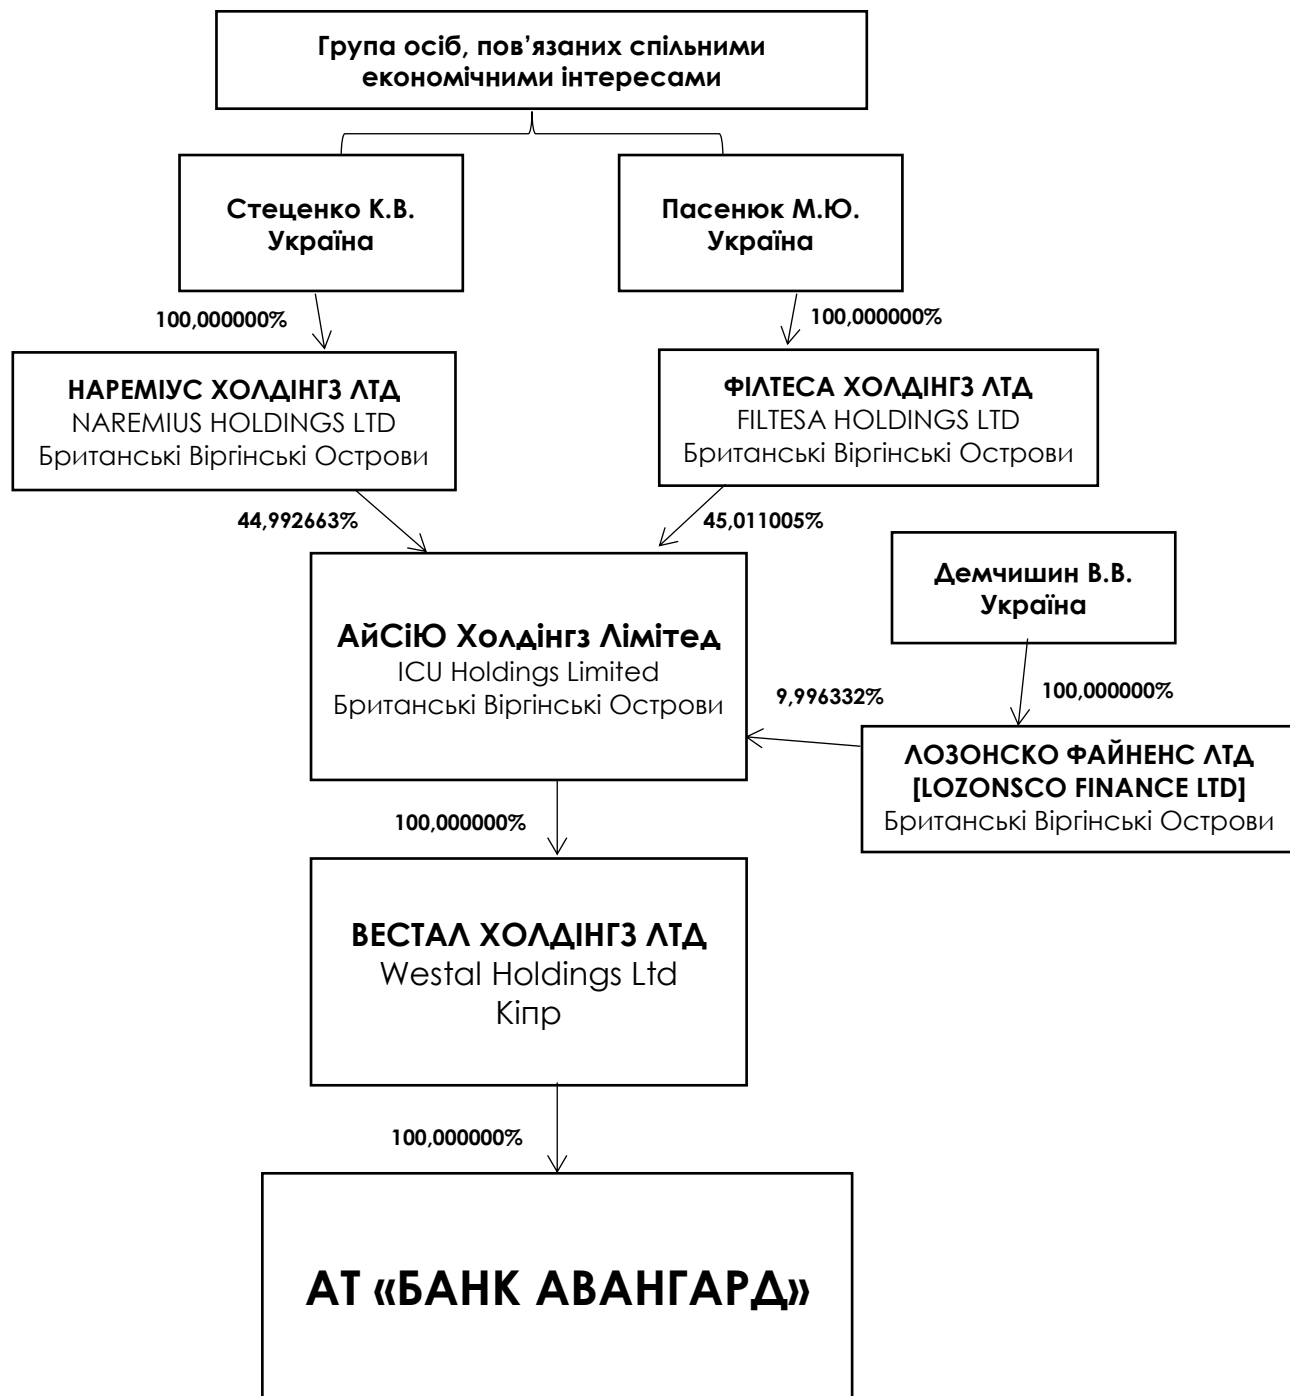 Група осіб, пов’язаних спільними
економічними інтересами
Стеценко К.В.
Україна
Пасенюк М.Ю.
Україна
100,000000%
100,000000%
НАРЕМІУС ХОЛДІНГЗ ЛТД
NAREMIUS HOLDINGS LTD
Британські Віргінські Острови
ФІЛТЕСА ХОЛДІНГЗ ЛТД
FILTESA HOLDINGS LTD
Британські Віргінські Острови
44,992663%
45,011005%
Демчишин В.В.
Україна
АйСіЮ Холдінгз Лімітед
ICU Holdings Limited
Британські Віргінські Острови
9,996332%
100,000000%
ЛОЗОНСКО ФАЙНЕНС ЛТД
[LOZONSCO FINANCE LTD]
Британські Віргінські Острови
100,000000%
ВЕСТАЛ ХОЛДІНГЗ ЛТД
Westal Holdings Ltd
Кіпр
100,000000%
АТ «БАНК АВАНГАРД»